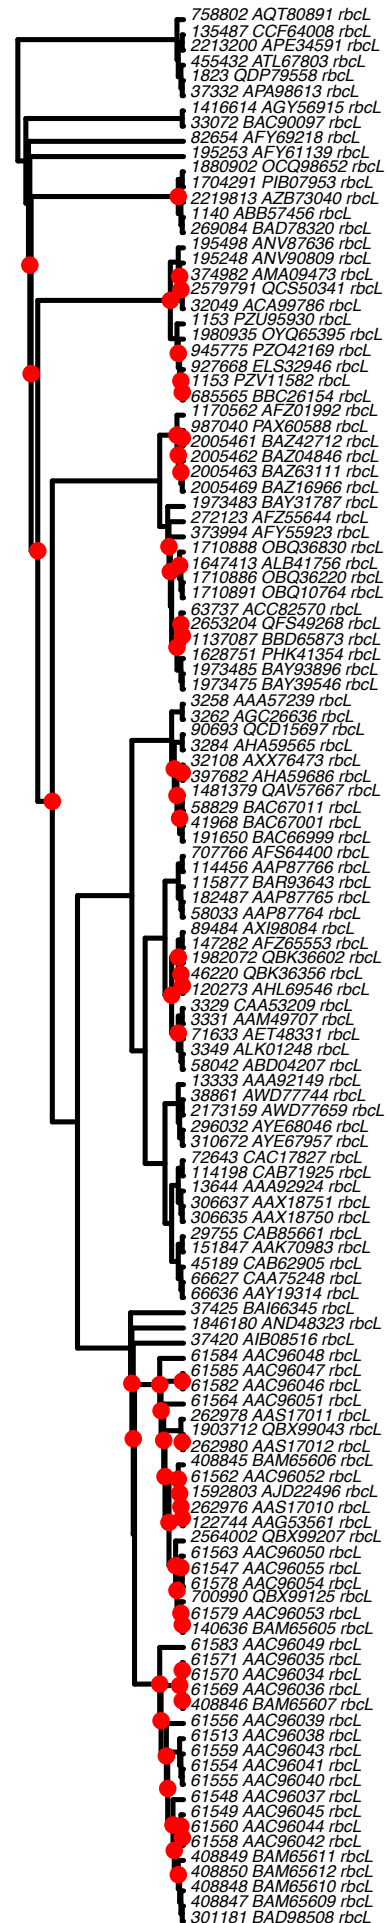 758802 AQT80891 rbcL
135487 CCF64008 rbcL
2213200 APE34591 rbcL
455432 ATL67803 rbcL
1823 QDP79558 rbcL
37332 APA98613 rbcL
1416614 AGY56915 rbcL
33072 BAC90097 rbcL
82654 AFY69218 rbcL
195253 AFY61139 rbcL
1880902 OCQ98652 rbcL
1704291 PIB07953 rbcL
2219813 AZB73040 rbcL
1140 ABB57456 rbcL
269084 BAD78320 rbcL
195498 ANV87636 rbcL
195248 ANV90809 rbcL
374982 AMA09473 rbcL
2579791 QCS50341 rbcL
32049 ACA99786 rbcL
1153 PZU95930 rbcL
1980935 OYQ65395 rbcL
945775 PZO42169 rbcL
927668 ELS32946 rbcL
1153 PZV11582 rbcL
685565 BBC26154 rbcL
1170562 AFZ01992 rbcL
987040 PAX60588 rbcL
2005461 BAZ42712 rbcL
2005462 BAZ04846 rbcL
2005463 BAZ63111 rbcL
2005469 BAZ16966 rbcL
1973483 BAY31787 rbcL
272123 AFZ55644 rbcL
373994 AFY55923 rbcL
1710888 OBQ36830 rbcL
1647413 ALB41756 rbcL
1710886 OBQ36220 rbcL
1710891 OBQ10764 rbcL
63737 ACC82570 rbcL
2653204 QFS49268 rbcL
1137087 BBD65873 rbcL
1628751 PHK41354 rbcL
1973485 BAY93896 rbcL
1973475 BAY39546 rbcL
3258 AAA57239 rbcL
3262 AGC26636 rbcL
90693 QCD15697 rbcL
3284 AHA59565 rbcL
32108 AXX76473 rbcL
397682 AHA59686 rbcL
1481379 QAV57667 rbcL
58829 BAC67011 rbcL
41968 BAC67001 rbcL
191650 BAC66999 rbcL
707766 AFS64400 rbcL
114456 AAP87766 rbcL
115877 BAR93643 rbcL
182487 AAP87765 rbcL
58033 AAP87764 rbcL
89484 AXI98084 rbcL
147282 AFZ65553 rbcL
1982072 QBK36602 rbcL
46220 QBK36356 rbcL
120273 AHL69546 rbcL
3329 CAA53209 rbcL
3331 AAM49707 rbcL
71633 AET48331 rbcL
3349 ALK01248 rbcL
58042 ABD04207 rbcL
13333 AAA92149 rbcL
38861 AWD77744 rbcL
2173159 AWD77659 rbcL
296032 AYE68046 rbcL
310672 AYE67957 rbcL
72643 CAC17827 rbcL
114198 CAB71925 rbcL
13644 AAA92924 rbcL
306637 AAX18751 rbcL
306635 AAX18750 rbcL
29755 CAB85661 rbcL
151847 AAK70983 rbcL
45189 CAB62905 rbcL
66627 CAA75248 rbcL
66636 AAY19314 rbcL
37425 BAI66345 rbcL
1846180 AND48323 rbcL
37420 AIB08516 rbcL
61584 AAC96048 rbcL
61585 AAC96047 rbcL
61582 AAC96046 rbcL
61564 AAC96051 rbcL
262978 AAS17011 rbcL
1903712 QBX99043 rbcL
262980 AAS17012 rbcL
408845 BAM65606 rbcL
61562 AAC96052 rbcL
1592803 AJD22496 rbcL
262976 AAS17010 rbcL
122744 AAG53561 rbcL
2564002 QBX99207 rbcL
61563 AAC96050 rbcL
61547 AAC96055 rbcL
61578 AAC96054 rbcL
700990 QBX99125 rbcL
61579 AAC96053 rbcL
140636 BAM65605 rbcL
61583 AAC96049 rbcL
61571 AAC96035 rbcL
61570 AAC96034 rbcL
61569 AAC96036 rbcL
408846 BAM65607 rbcL
61556 AAC96039 rbcL
61513 AAC96038 rbcL
61559 AAC96043 rbcL
61554 AAC96041 rbcL
61555 AAC96040 rbcL
61548 AAC96037 rbcL
61549 AAC96045 rbcL
61560 AAC96044 rbcL
61558 AAC96042 rbcL
408849 BAM65611 rbcL
408850 BAM65612 rbcL
408848 BAM65610 rbcL
408847 BAM65609 rbcL
301181 BAD98508 rbcL